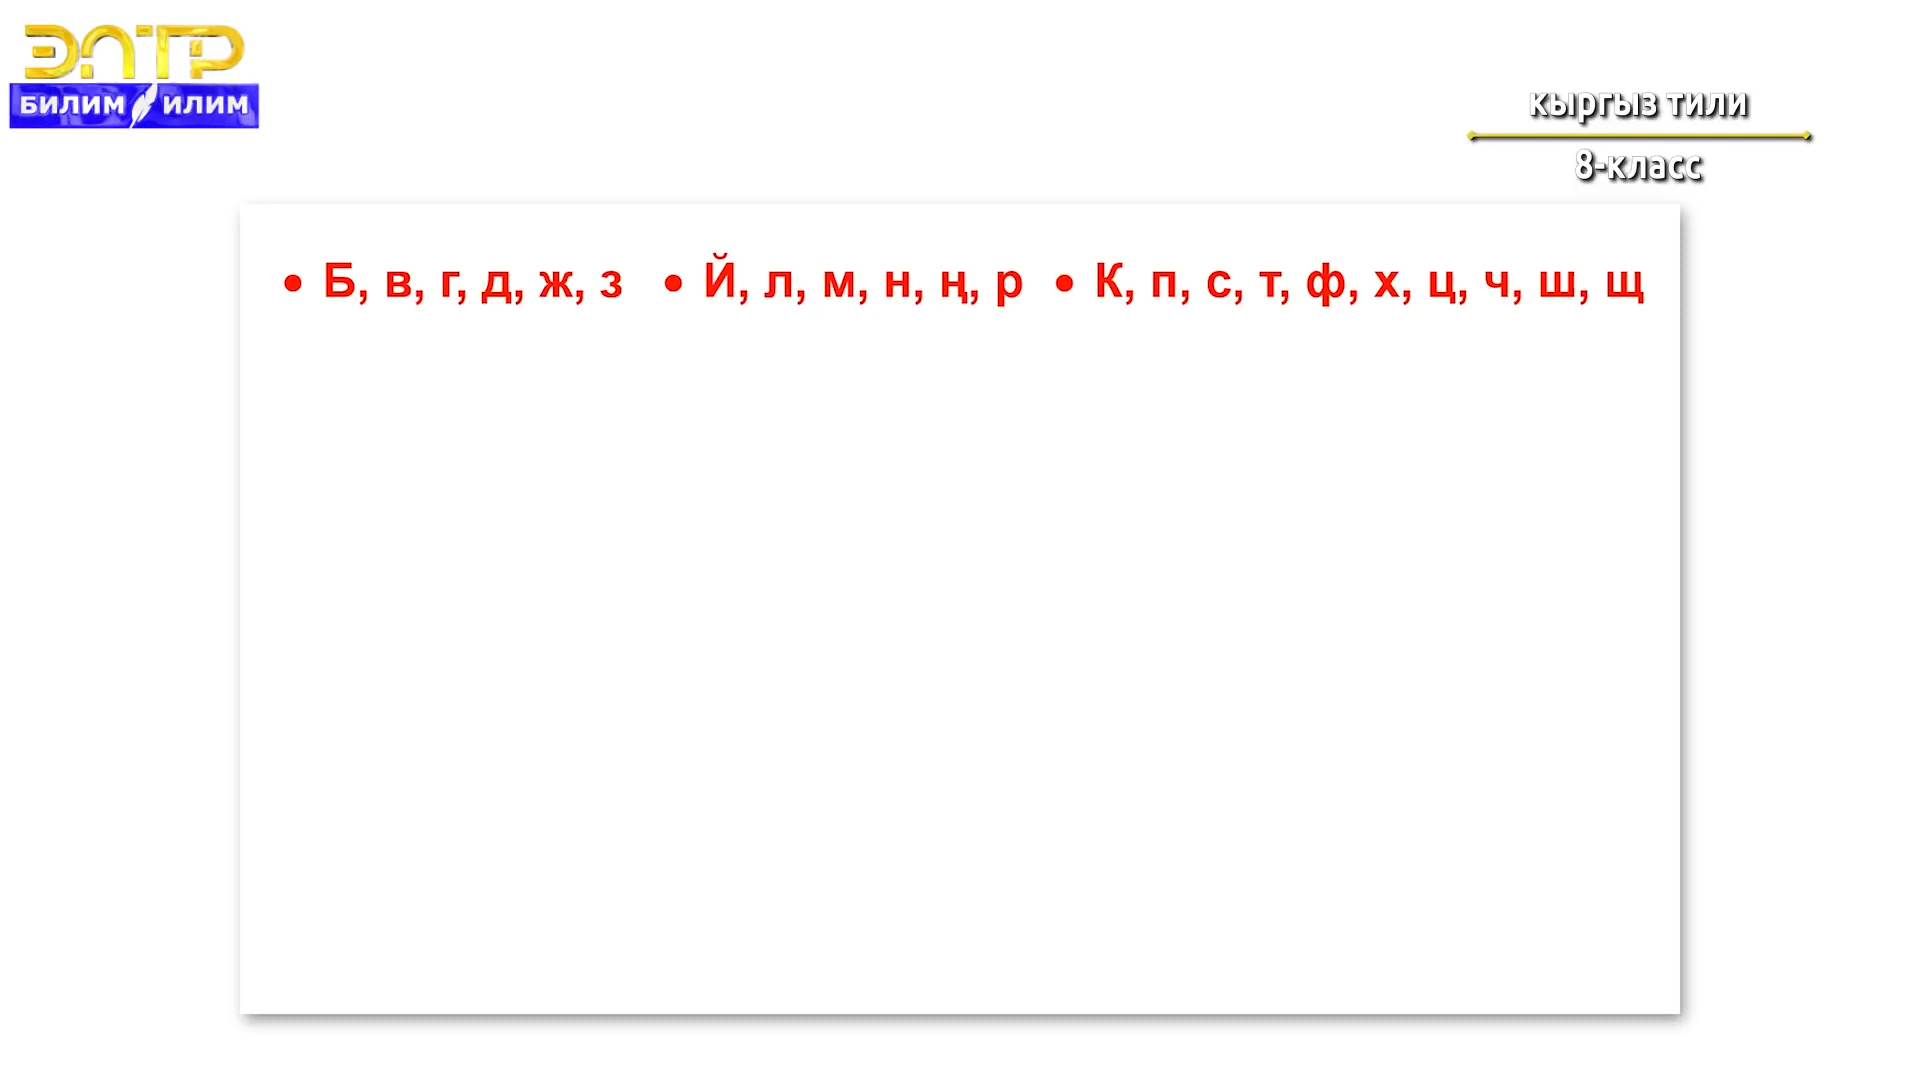 ЭЛТР
БИЛИМ ИЛИМ
кыргыз тили
8-класс
• Б, в, г, д, ж, з • Й, л, м, н, ң, р • К, п, с, т, ф, х, ц, ч, ш, щ